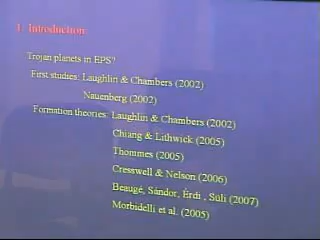 1. Introduction
Trojan planets in EPS?
First studies: Laughlin & Chambers (2002)
Nauenberg (2002)
Formation theories: Laughlin & Chambers (2002)
Chiang & Lithwick (2005)
Thommes (2005)
Cresswell & Nelson (2006)
Beaugé, Sándor, Érdi , Süli (2007)
Morbidelli et al. (2005)